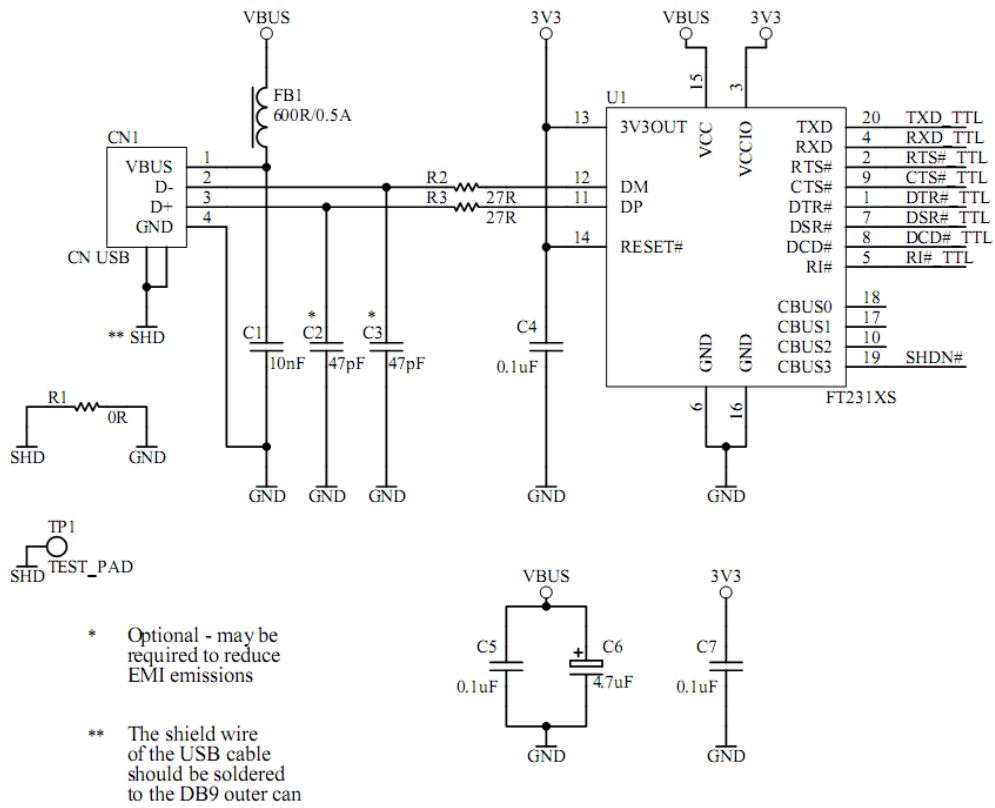 VBUS
3V3
VBUS
3V3
FB1
600R/0.5A
CN1
VBUS 1
D- 2
D+ 3
GND 4
CN USB
** SHD
R2
27R
R3
27R
U1
15
3
VCC
VCCIO
13 3V3OUT
12 DM
11 DP
14 RESET#
TXD 20 TXD_TTL
RXD 4 RXD_TTL
RTS# 2 RTS#_TTL
CTS# 9 CTS#_TTL
DTR# 1 DTR#_TTL
DSR# 7 DSR#_TTL
DCD# 8 DCD#_TTL
RI# 5 RI#_TTL
CBUS0 18
CBUS1 17
CBUS2 10
CBUS3 19 SHDN#
GND
GND
6
16
FT231XS
GND
C1
10nF
*
C2
47pF
*
C3
47pF
C4
0.1uF
R1
0R
SHD
GND
GND
GND
GND
GND
TP1
TEST_PAD
SHD
* Optional - may be
required to reduce
EMI emissions
** The shield wire
of the USB cable
should be soldered
to the DB9 outer can
VBUS
C5
0.1uF
+
C6
4.7uF
GND
3V3
C7
0.1uF
GND